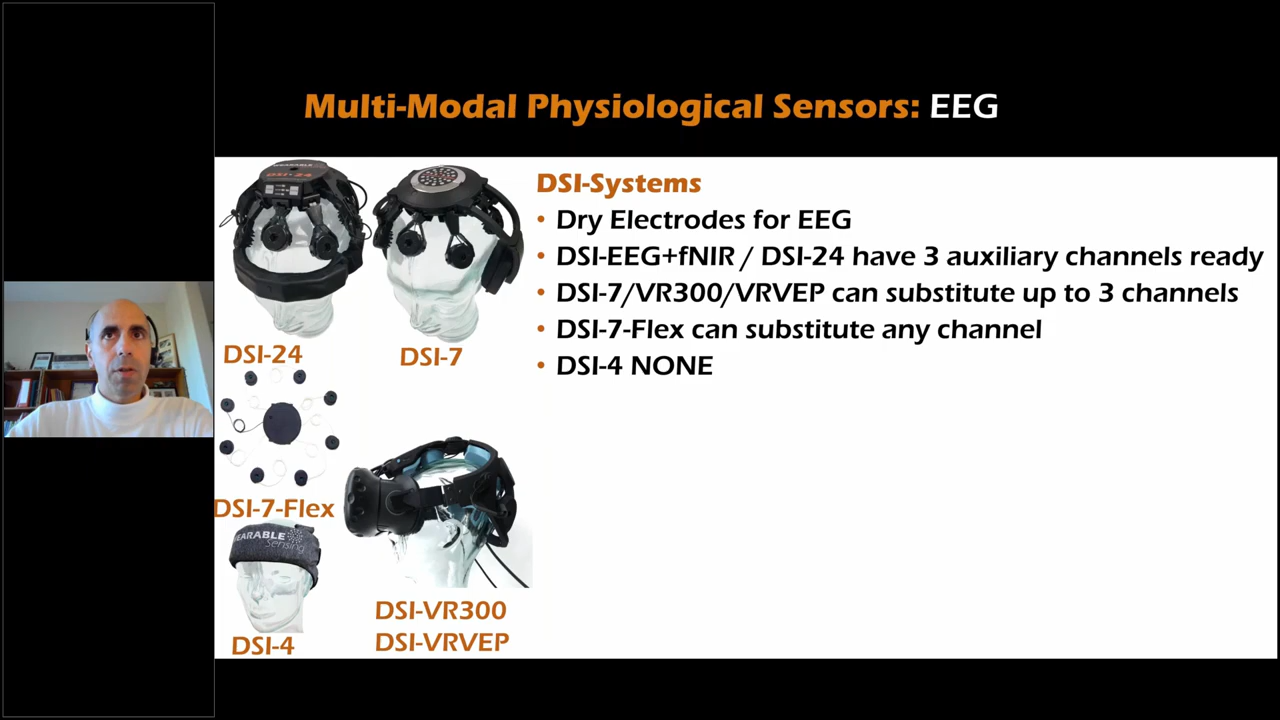 Multi-Modal Physiological Sensors: EEG
DSI-24
DSI-7
DSI-7-Flex
WEARABLE
Sensing
DSI-4
DSI-VR300
DSI-VRVEP
DSI-Systems
• Dry Electrodes for EEG
• DSI-EEG+fNIR / DSI-24 have 3 auxiliary channels ready
• DSI-7/VR300/VRVEP can substitute up to 3 channels
• DSI-7-Flex can substitute any channel
• DSI-4 NONE